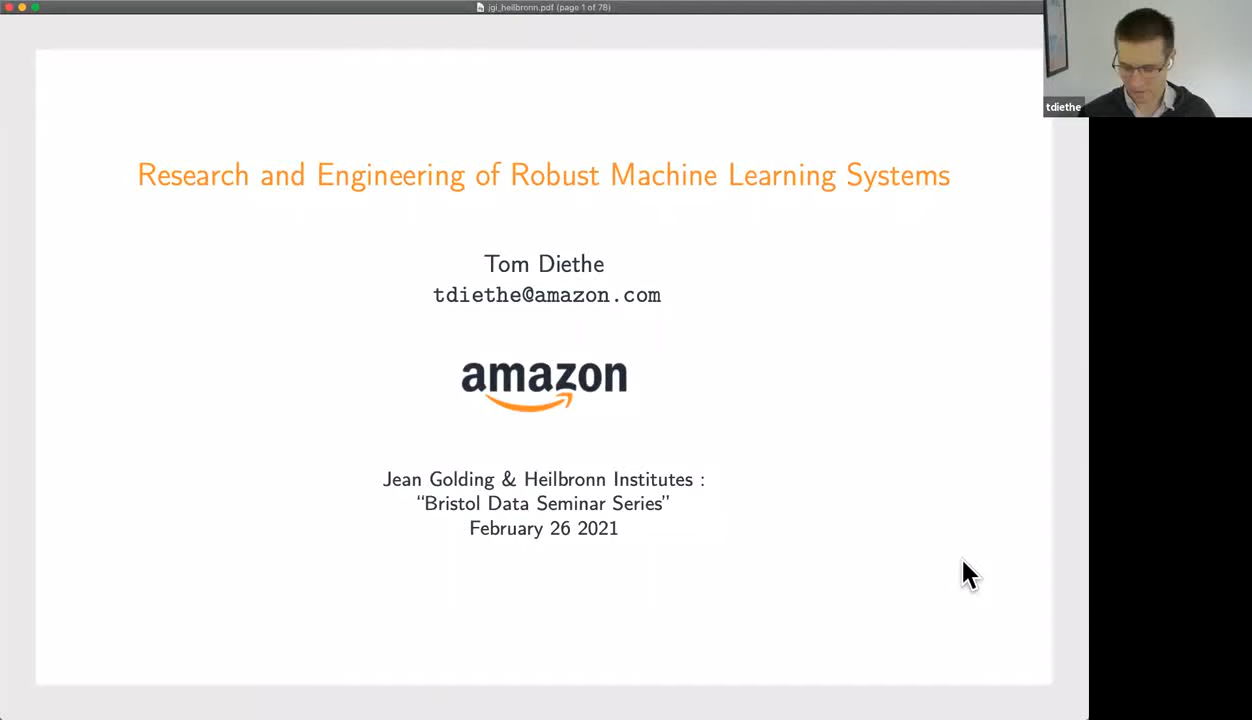 jgi_heilbronn.pdf (page 1 of 78)
tdiethe
Research and Engineering of Robust Machine Learning Systems
Tom Diethe
tdiethe@amazon.com
amazon
Jean Golding & Heilbronn Institutes :
“Bristol Data Seminar Series”
February 26 2021